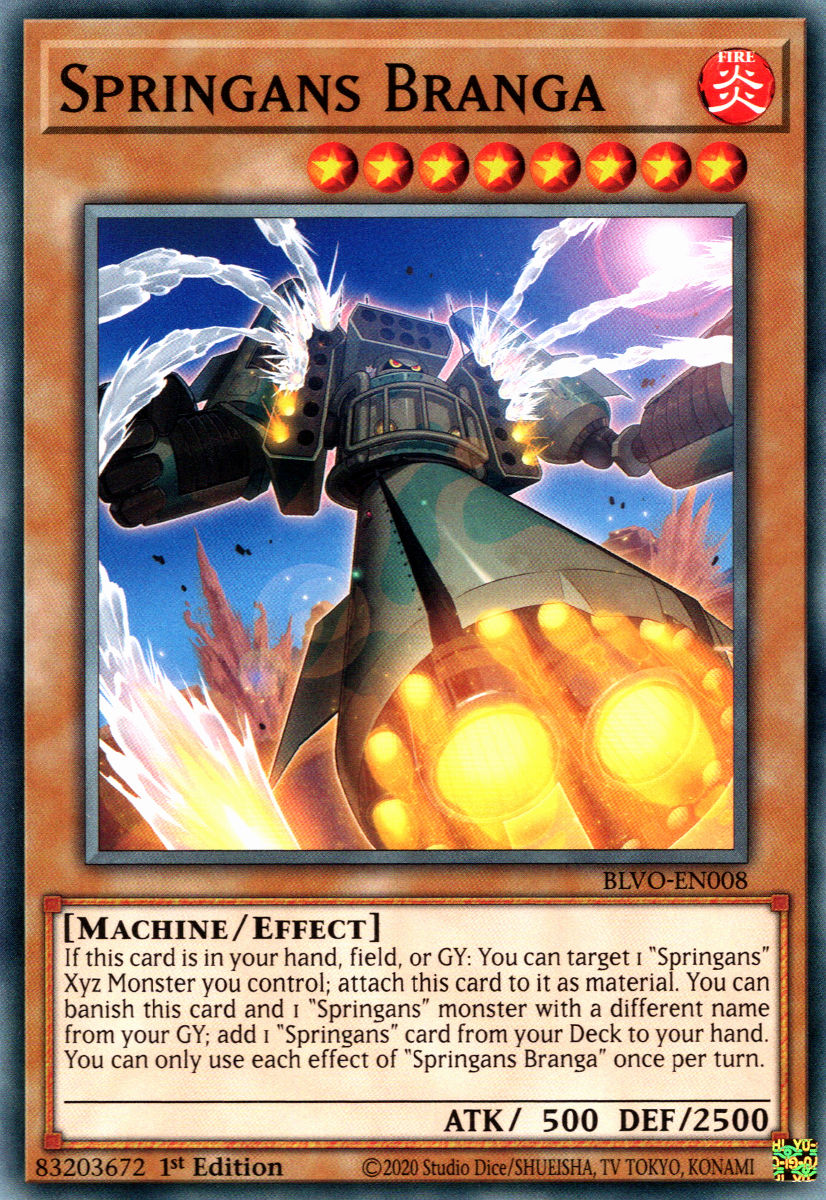 SPRINGANS BRANGA
FIRE
炎
BLVO-EN008
[MACHINE/EFFECT]
If this card is in your hand, field, or GY: You can target 1 "Springans"
Xyz Monster you control; attach this card to it as material. You can
banish this card and 1 "Springans" monster with a different name
from your GY; add 1 "Springans" card from your Deck to your hand.
You can only use each effect of "Springans Branga" once per turn.
ATK/ 500 DEF/2500
83203672 1st Edition ©2020 Studio Dice/SHUEISHA, TV TOKYO, KONAMI